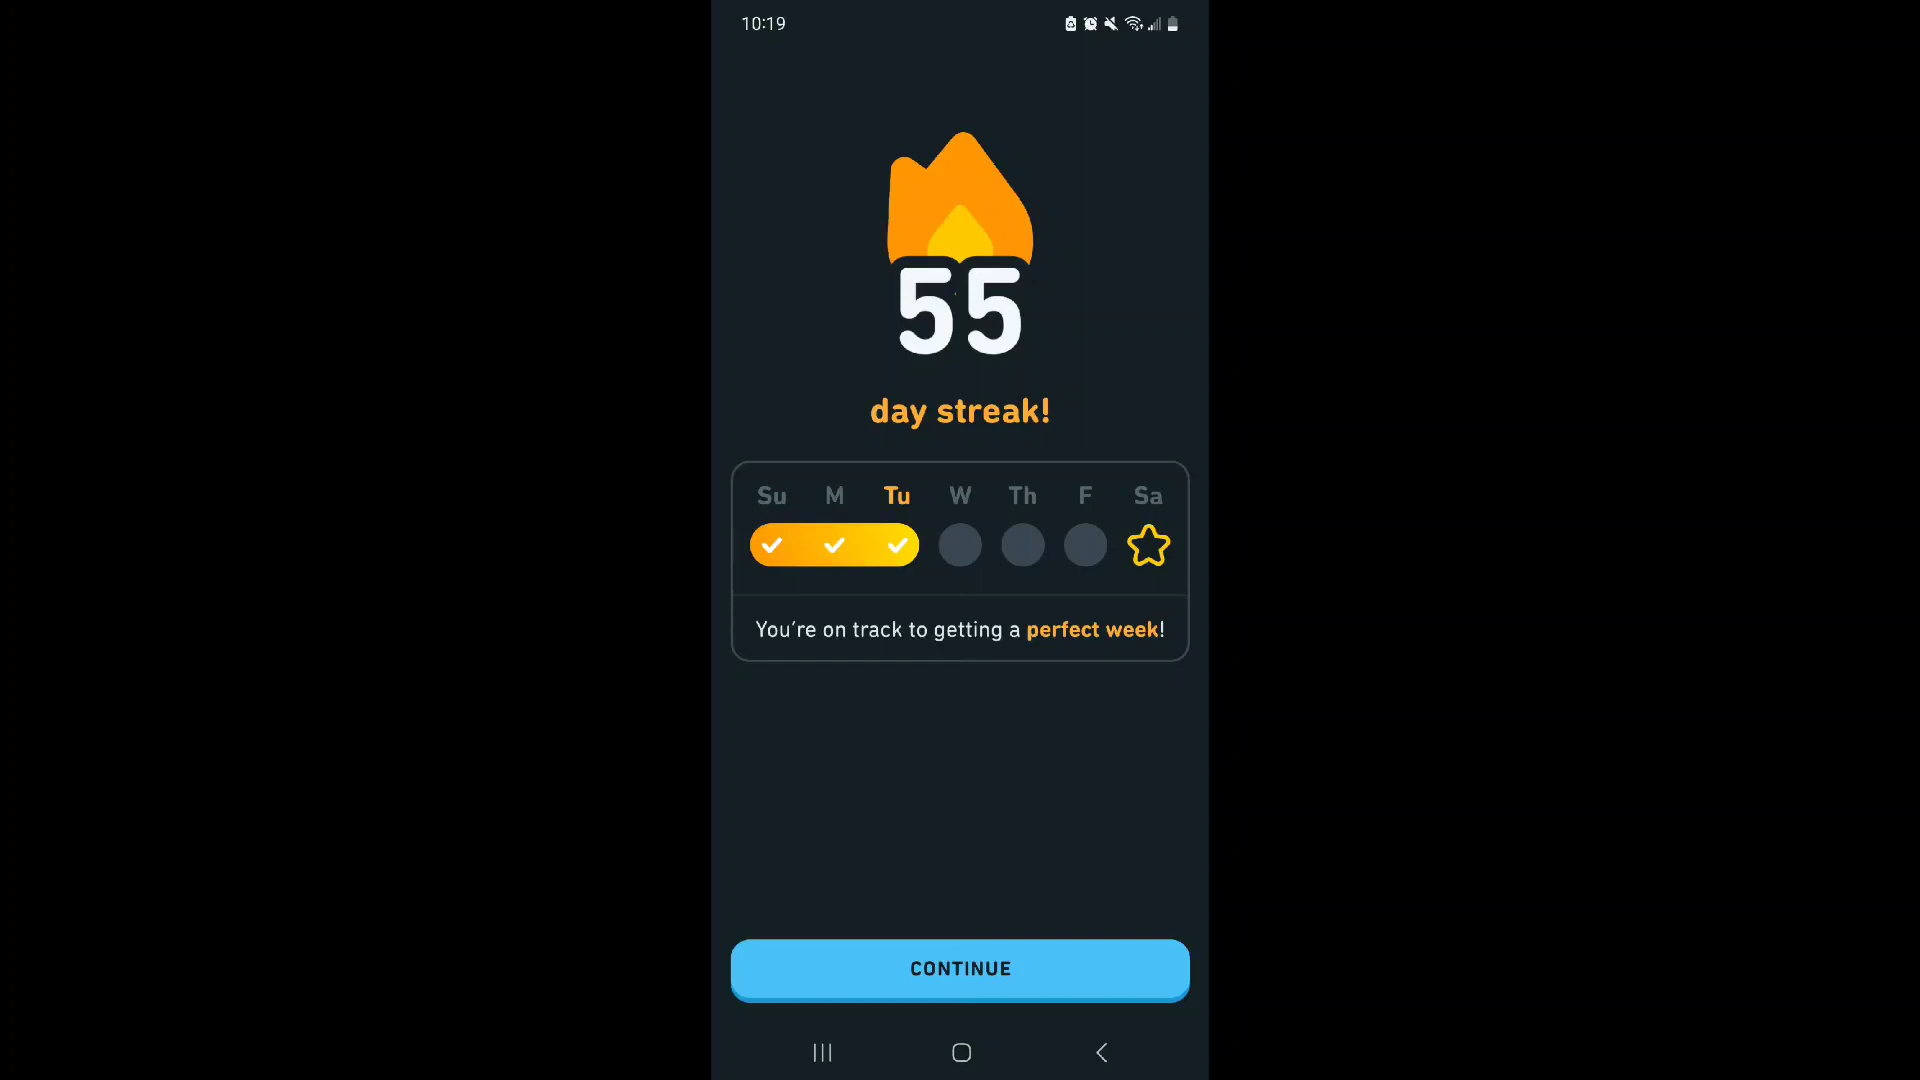 10:19
55
day streak!
Su M Tu W Th F Sa
You’re on track to getting a perfect week!
CONTINUE